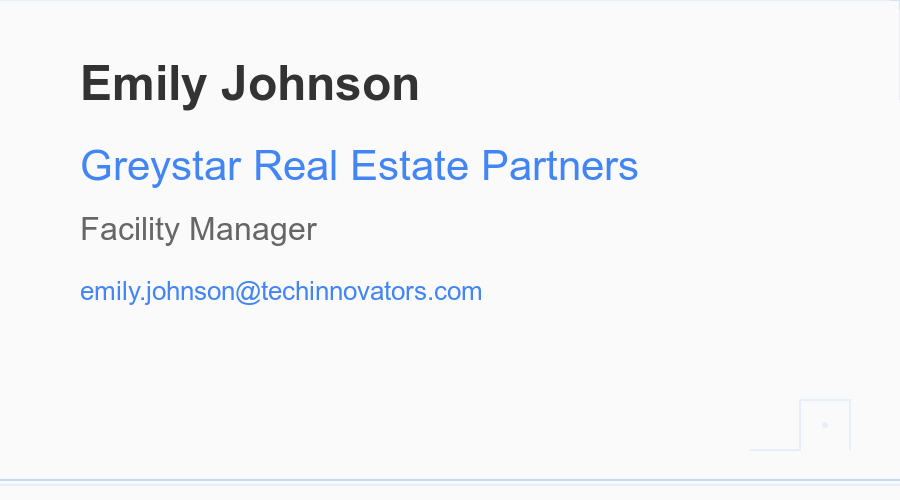 Emily Johnson
Greystar Real Estate Partners
Facility Manager
emily.johnson@techinnovators.com